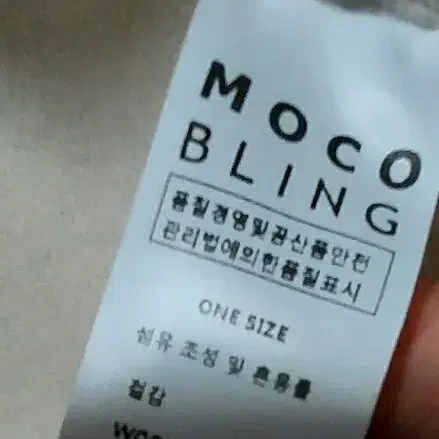 MOCO
BLING
품질경영및공산품안전
관리법에의한품질표시
ONE SIZE
섬유 조성 및 혼용률
겉감